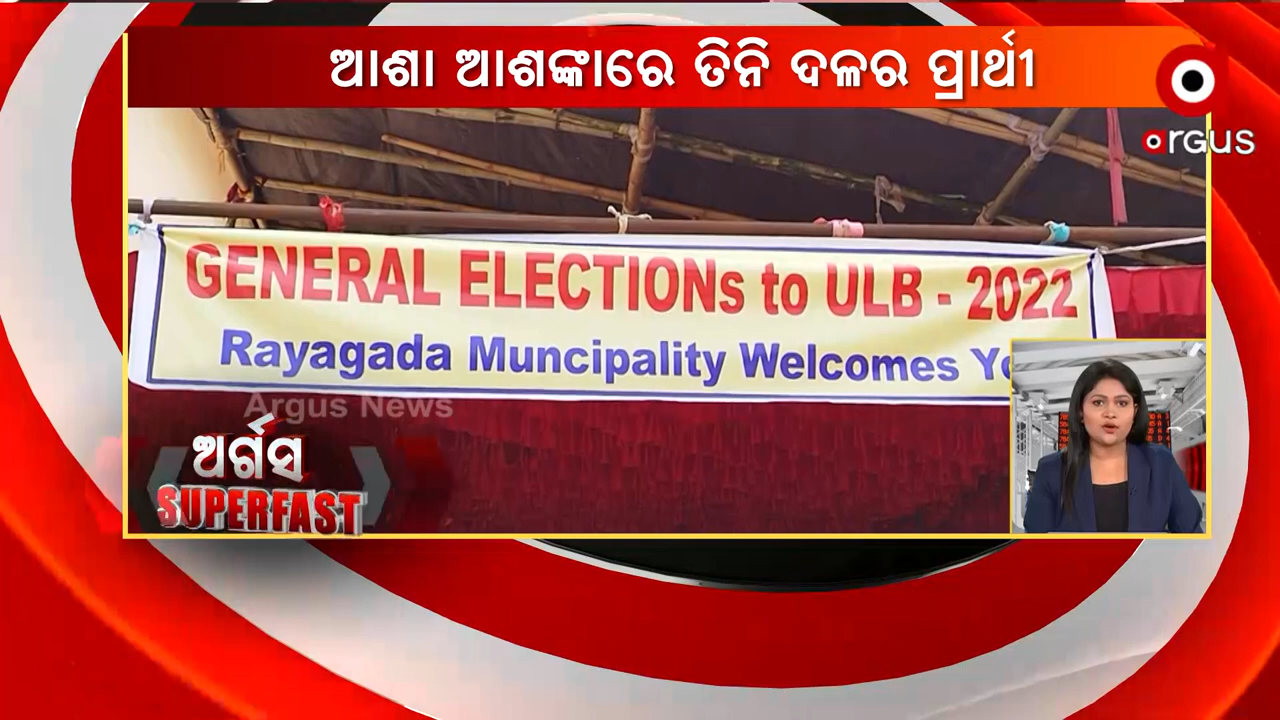 ଆଶା ଆଶଙ୍କାରେ ତିନି ଦଳର ପ୍ରାର୍ଥୀ
argus
GENERAL ELECTIONs to ULB - 2022
Rayagada Muncipality Welcomes
Argus News
ଅର୍ଗସ
SUPERFAST